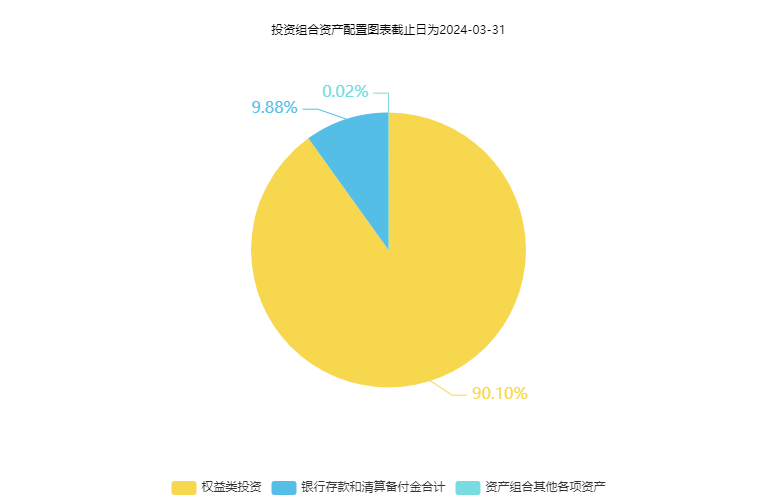 投资组合资产配置图表截止日为2024-03-31
0.02%
9.88%
90.10%
权益类投资
银行存款和清算备付金合计
资产组合其他各项资产